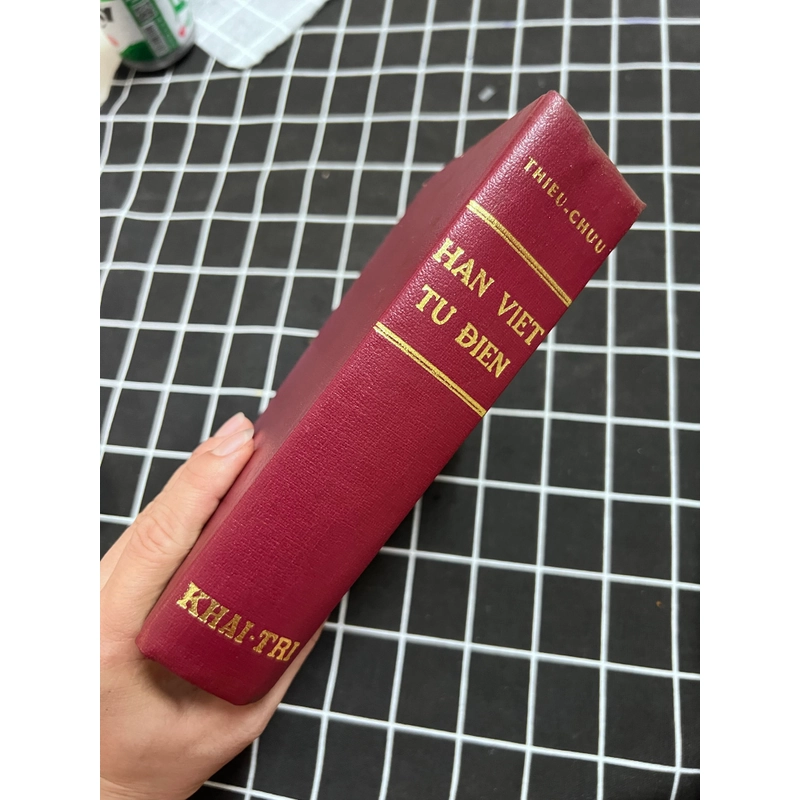 THIEU-CHUU
HAN VIET
TU ĐIEN
KHAI-TRI